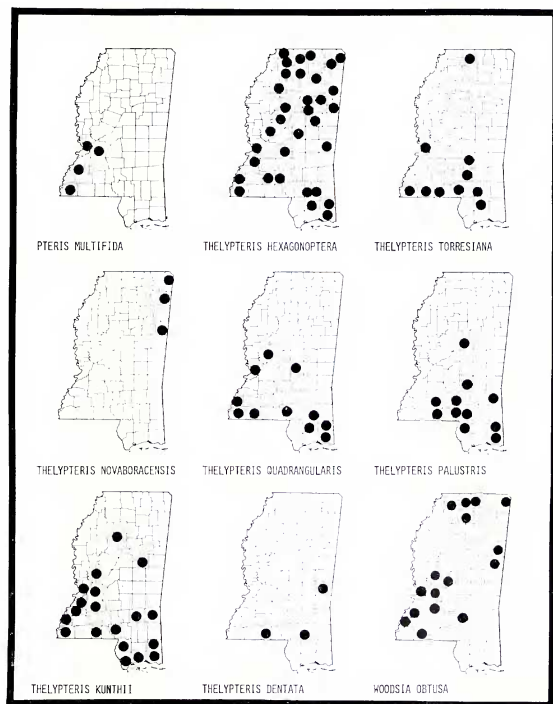 PTERIS MULTIFIDA
THELYPTERIS HEXAGONOPTERA
THELYPTERIS TORRESIANA
THELYPTERIS NOVABORACENSIS
THELYPTERIS QUADRANGULARIS
THELYPTERIS PALUSTRIS
THELYPTERIS KUNTHII
THELYPTERIS DENTATA
WOODSIA OBTUSA